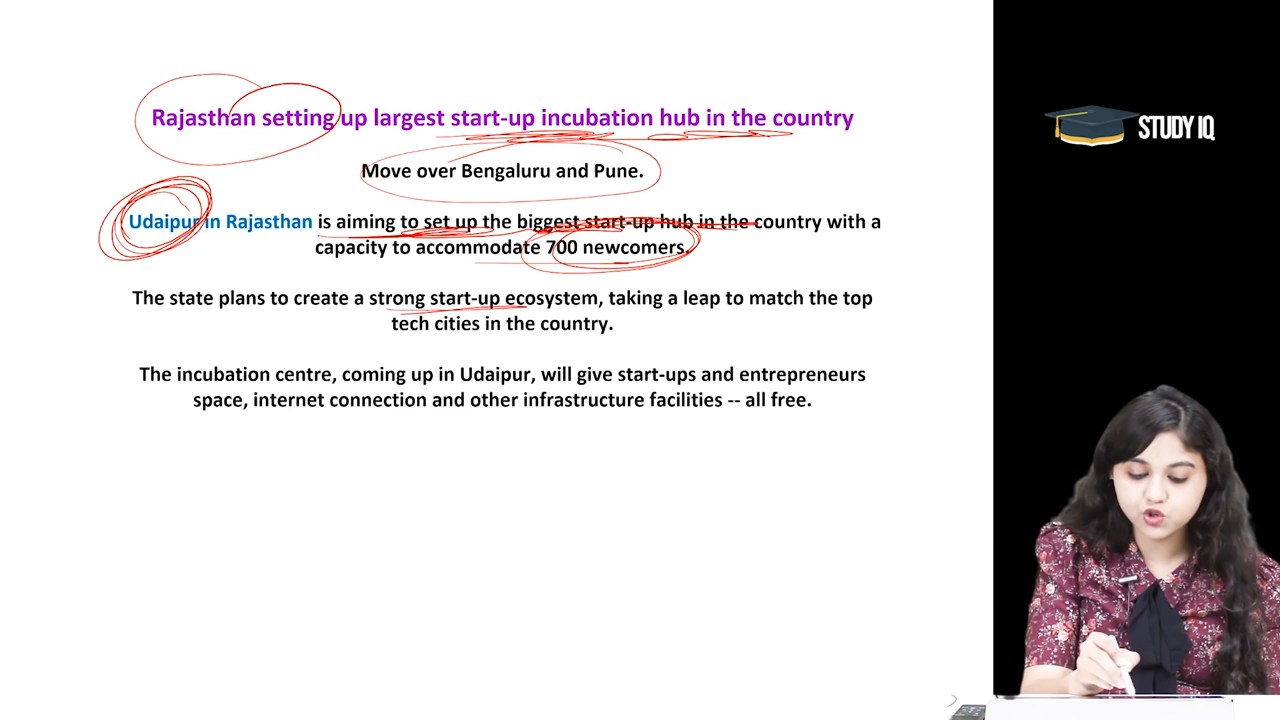 Rajasthan setting up largest start-up incubation hub in the country
Move over Bengaluru and Pune.
Udaipur in Rajasthan is aiming to set up the biggest start-up hub in the country with a
capacity to accommodate 700 newcomers.
The state plans to create a strong start-up ecosystem, taking a leap to match the top
tech cities in the country.
The incubation centre, coming up in Udaipur, will give start-ups and entrepreneurs
space, internet connection and other infrastructure facilities -- all free.
STUDY IQ